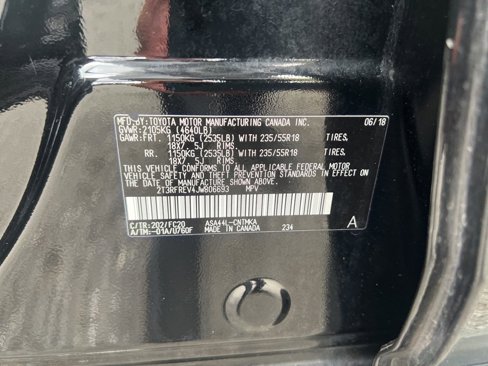 MFD.BY:TOYOTA MOTOR MANUFACTURING CANADA INC. 06/18
GVWR:2105KG (4640LB)
GAWR:FRT. 1150KG (2535LB) WITH 235/55R18 TIRES,
18X7.5J RIMS,
RR. 1150KG (2535LB) WITH 235/55R18 TIRES,
18X7.5J RIMS,
THIS VEHICLE CONFORMS TO ALL APPLICABLE FEDERAL MOTOR
VEHICLE SAFETY BUMPER, AND THEFT PREVENTION STANDARDS IN
EFFECT ON THE DATE OF MANUFACTURE SHOWN ABOVE.
2T3RFREV4JW806693 MPV
C/TR:202/FC20 ASA44L-CNTMKA
A/TM:-01A/U760F MADE IN CANADA 234 A